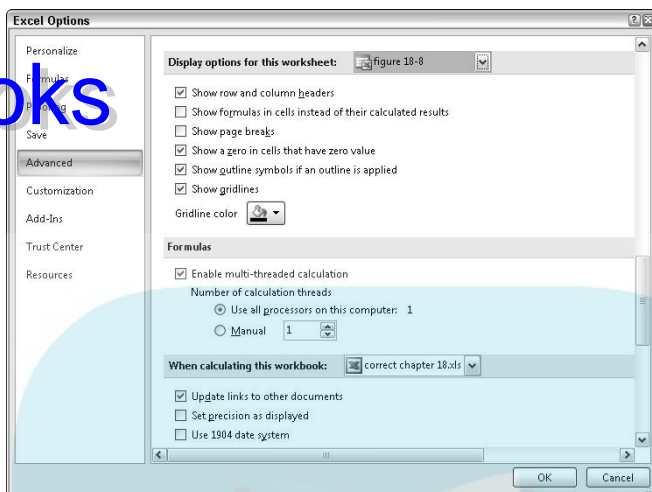 Excel Options
Personalize
Formulas
Proofing
Save
Advanced
Customization
Add-Ins
Trust Center
Resources
oks
Display options for this worksheet: figure 18-8
Show row and column headers
Show formulas in cells instead of their calculated results
Show page breaks
Show a zero in cells that have zero value
Show outline symbols if an outline is applied
Show gridlines
Gridline color
Formulas
Enable multi-threaded calculation
Number of calculation threads
Use all processors on this computer: 1
Manual 1
When calculating this workbook: correct chapter 18.xls
Update links to other documents
Set precision as displayed
Use 1904 date system
OK Cancel